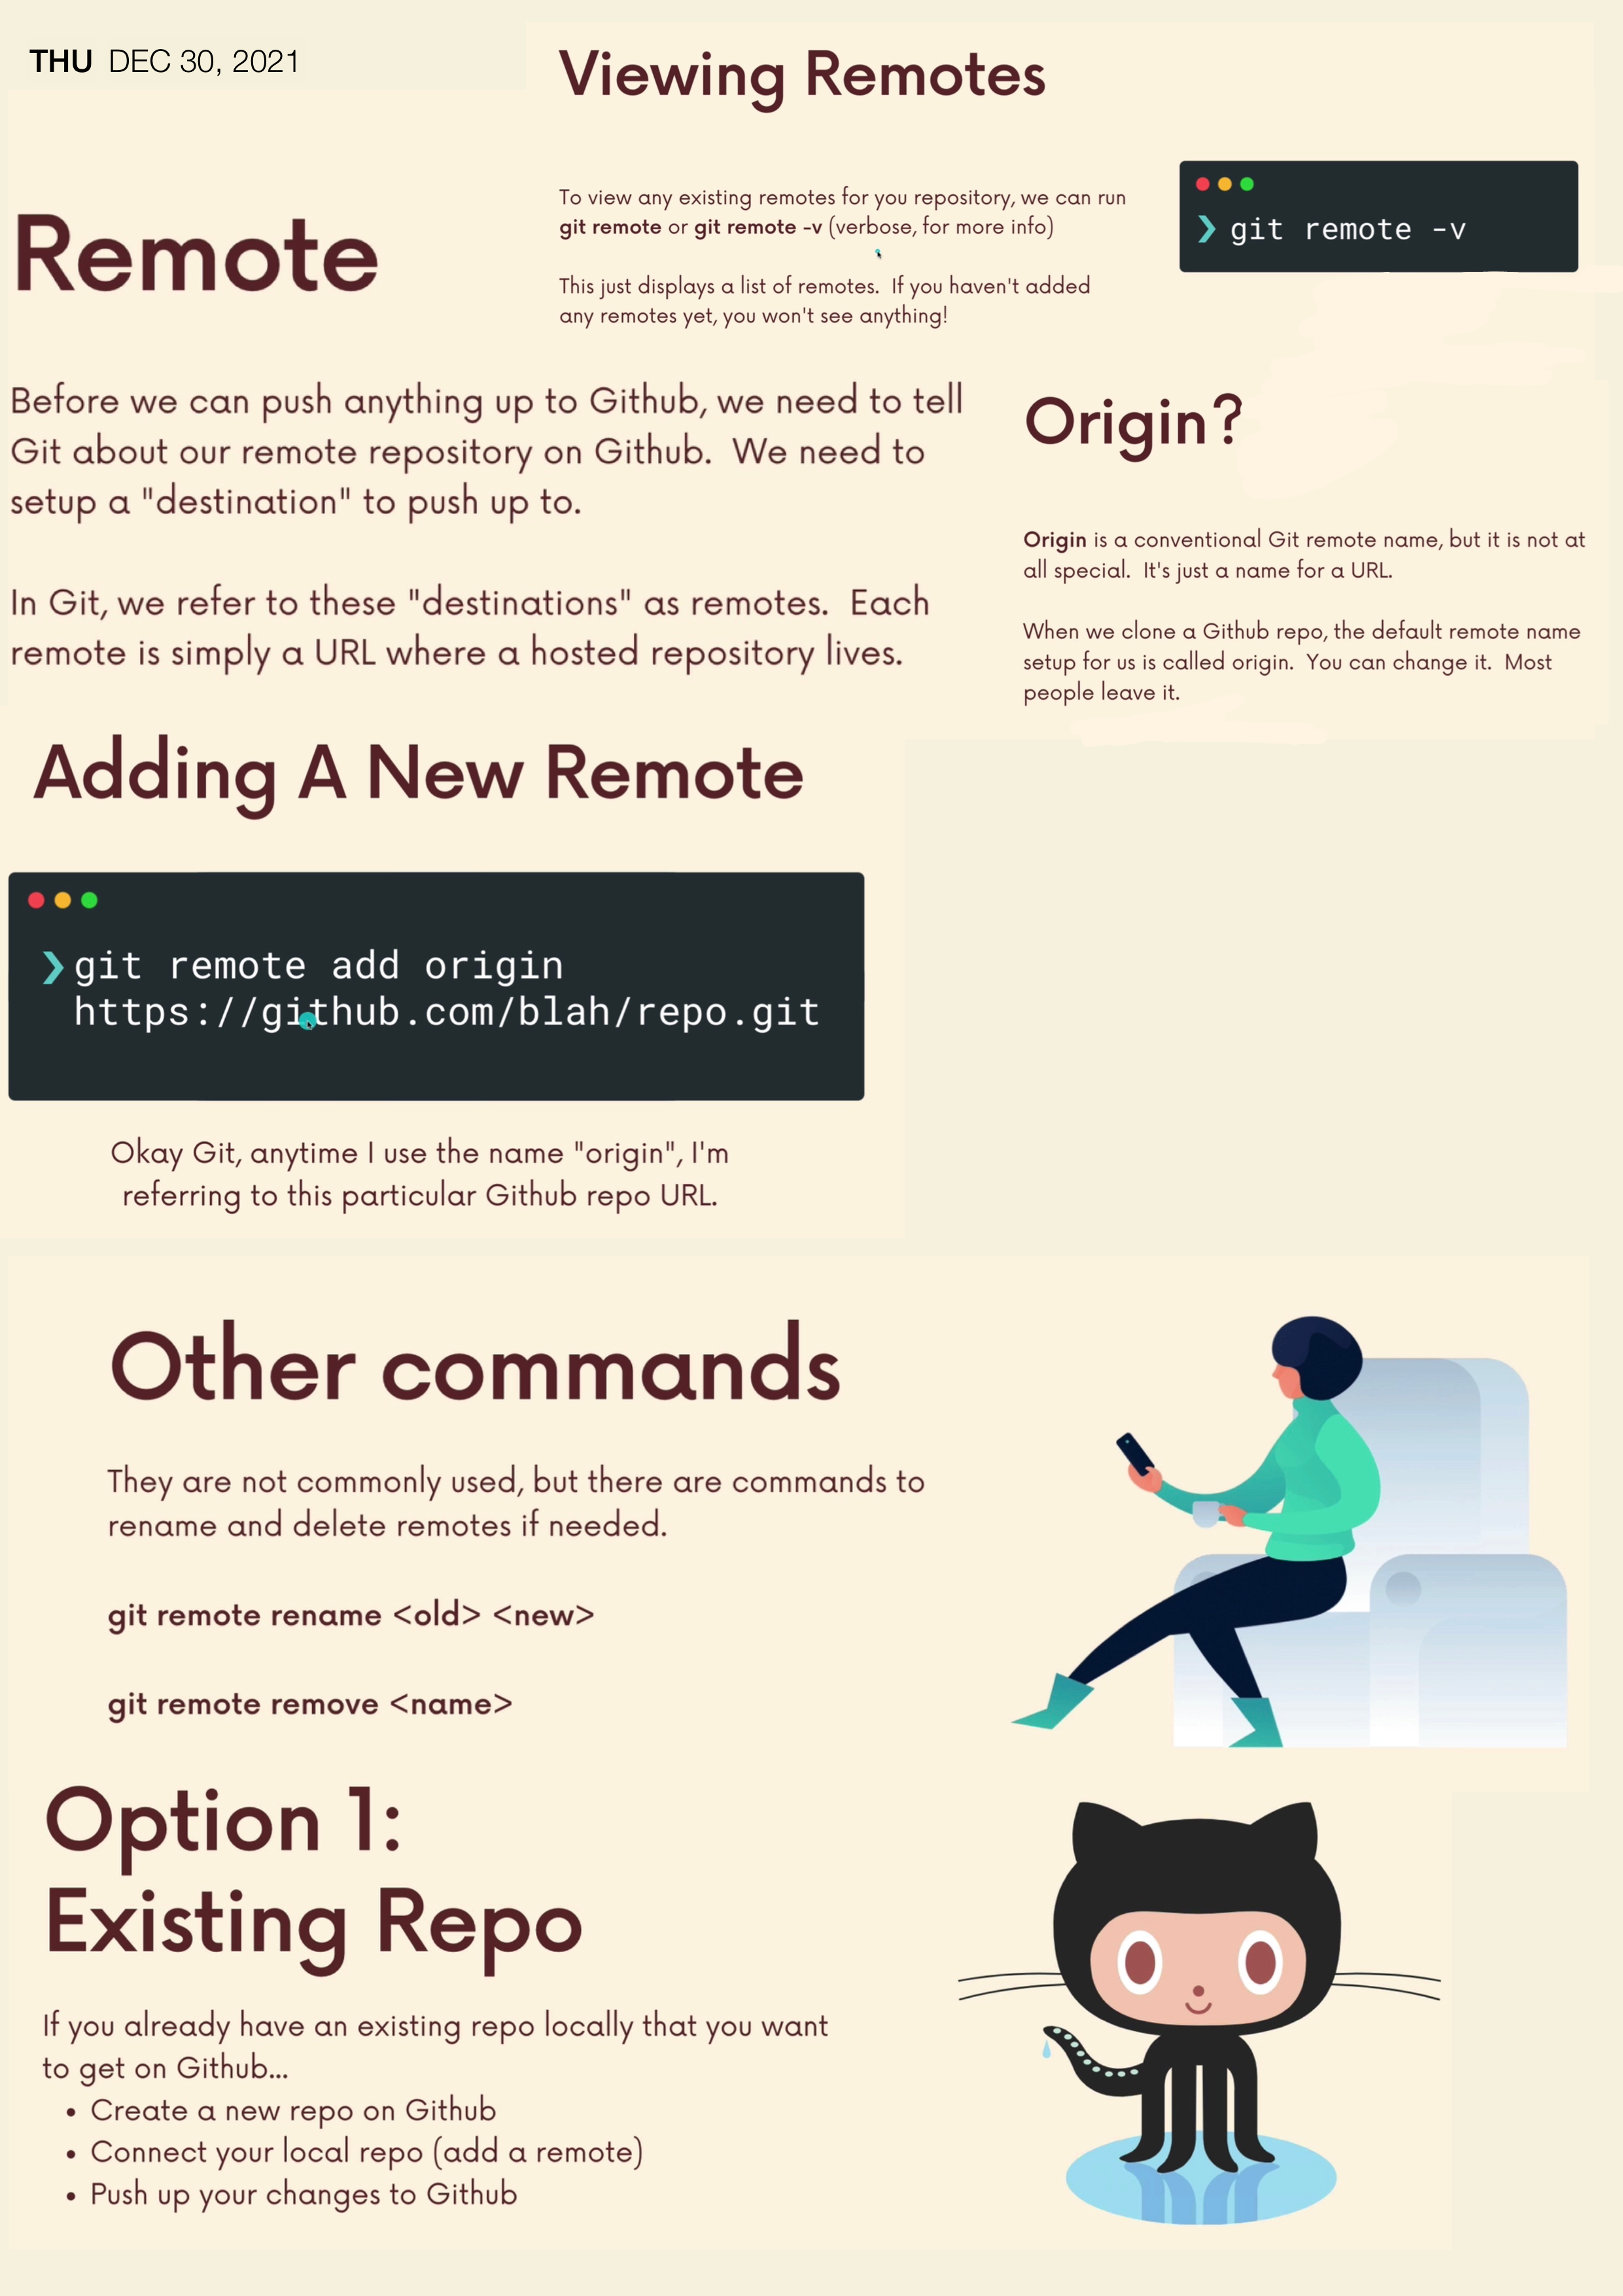 THU DEC 30, 2021
Viewing Remotes
To view any existing remotes for you repository, we can run
git remote or git remote -v (verbose, for more info)
This just displays a list of remotes. If you haven't added
any remotes yet, you won't see anything!
git remote -v
Remote
Before we can push anything up to Github, we need to tell
Git about our remote repository on Github. We need to
setup a "destination" to push up to.
In Git, we refer to these "destinations" as remotes. Each
remote is simply a URL where a hosted repository lives.
Origin?
Origin is a conventional Git remote name, but it is not at
all special. It's just a name for a URL.
When we clone a Github repo, the default remote name
setup for us is called origin. You can change it. Most
people leave it.
Adding A New Remote
git remote add origin
https://github.com/blah/repo.git
Okay Git, anytime I use the name "origin", I'm
referring to this particular Github repo URL.
Other commands
They are not commonly used, but there are commands to
rename and delete remotes if needed.
git remote rename <old> <new>
git remote remove <name>
Option 1:
Existing Repo
If you already have an existing repo locally that you want
to get on Github...
• Create a new repo on Github
• Connect your local repo (add a remote)
• Push up your changes to Github